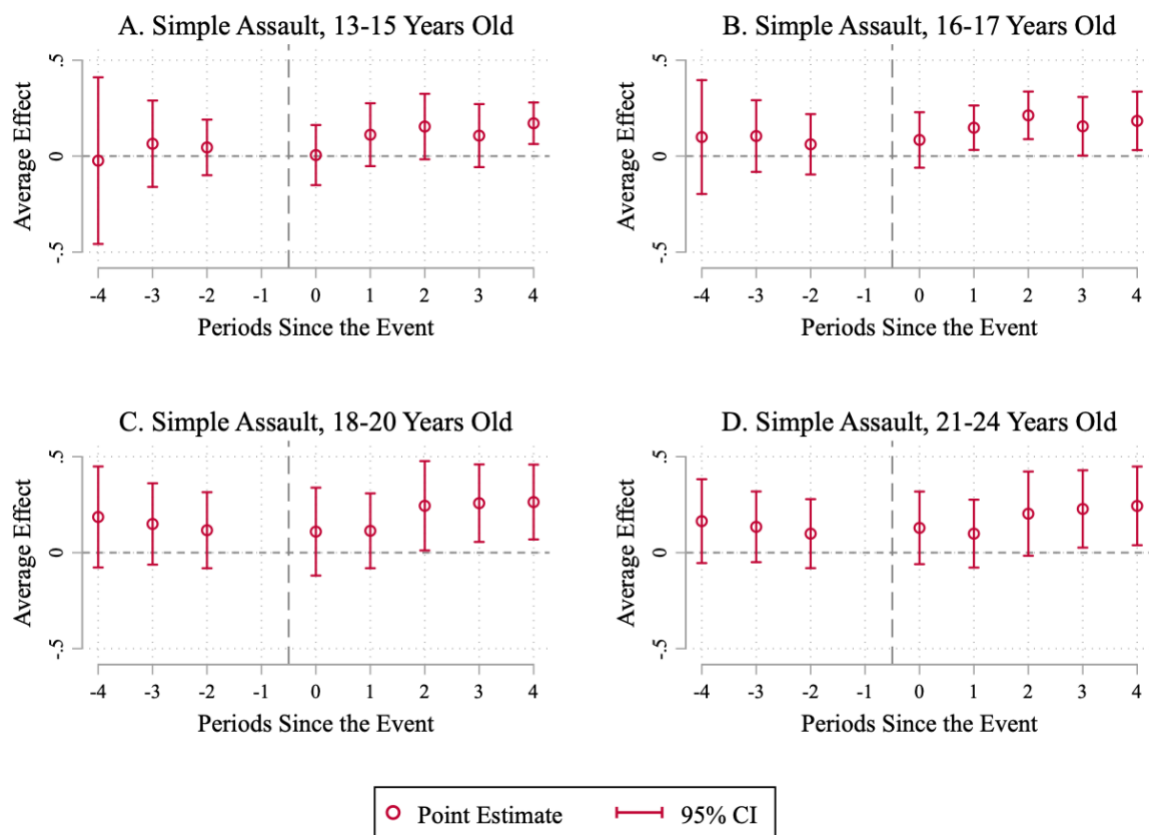 A. Simple Assault, 13-15 Years Old
Average Effect
.5
0
-.5
-4 -3 -2 -1 0 1 2 3 4
Periods Since the Event
B. Simple Assault, 16-17 Years Old
Average Effect
.5
0
-.5
-4 -3 -2 -1 0 1 2 3 4
Periods Since the Event
C. Simple Assault, 18-20 Years Old
Average Effect
.5
0
-.5
-4 -3 -2 -1 0 1 2 3 4
Periods Since the Event
D. Simple Assault, 21-24 Years Old
Average Effect
.5
0
-.5
-4 -3 -2 -1 0 1 2 3 4
Periods Since the Event
Point Estimate 95% CI